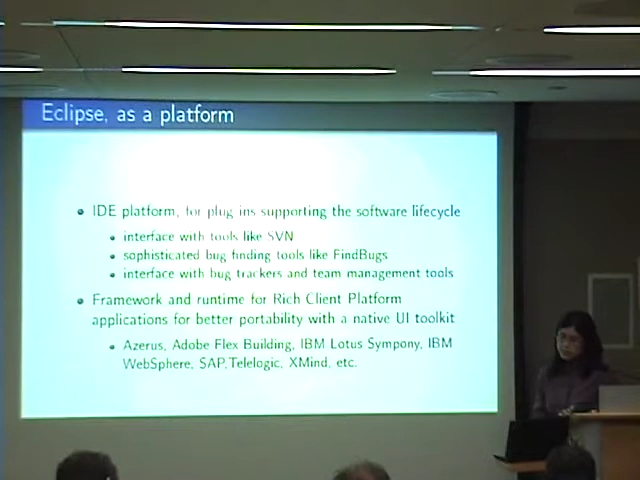 Eclipse, as a platform
IDE platform, for plug ins supporting the software lifecycle
interface with tools like SVN
sophisticated bug finding tools like FindBugs
interface with bug trackers and team management tools
Framework and runtime for Rich Client Platform
applications for better portability with a native UI toolkit
Azerus, Adobe Flex Building, IBM Lotus Sympony, IBM
WebSphere, SAP,Telelogic, XMind, etc.